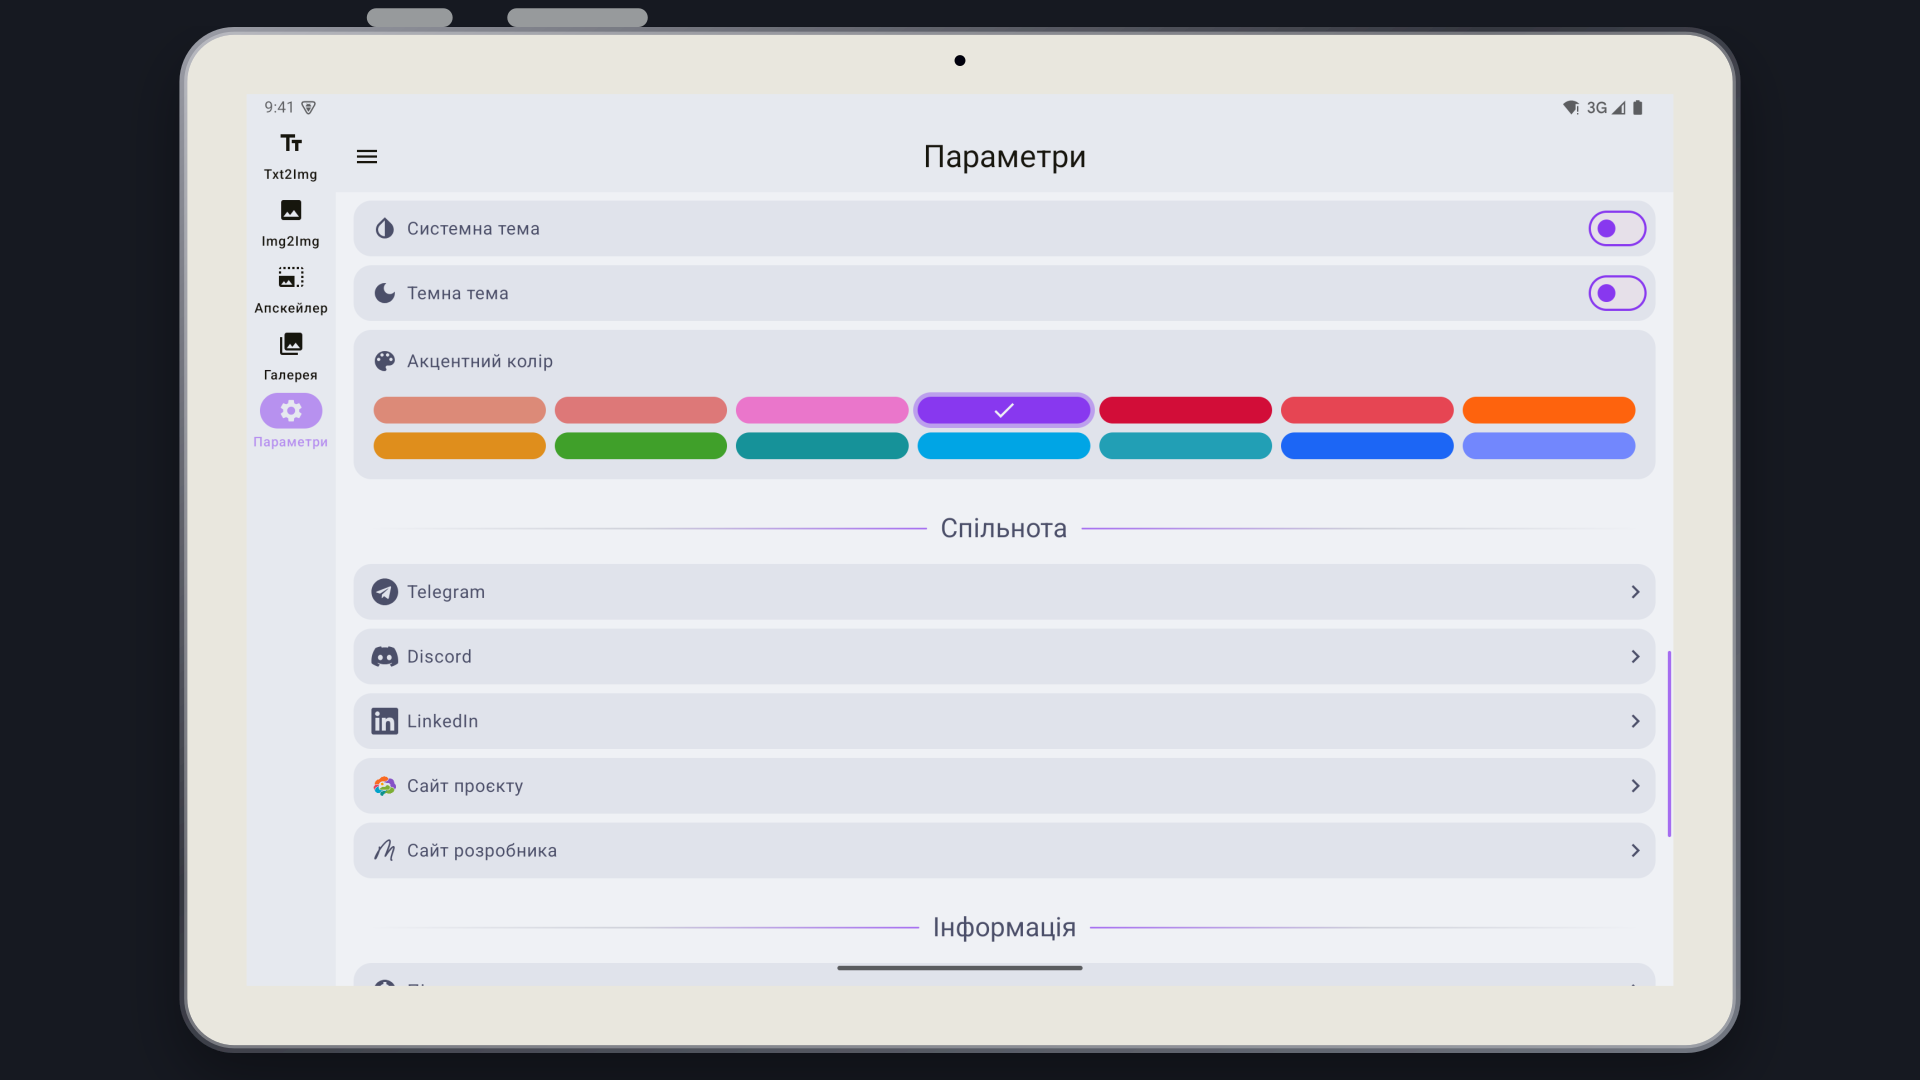 9:41
3G
Txt2Img
Img2Img
Апскейлер
Галерея
Параметри
Параметри
Системна тема
Темна тема
Акцентний колір
Спільнота
Telegram
Discord
LinkedIn
Сайт проєкту
Сайт розробника
Інформація